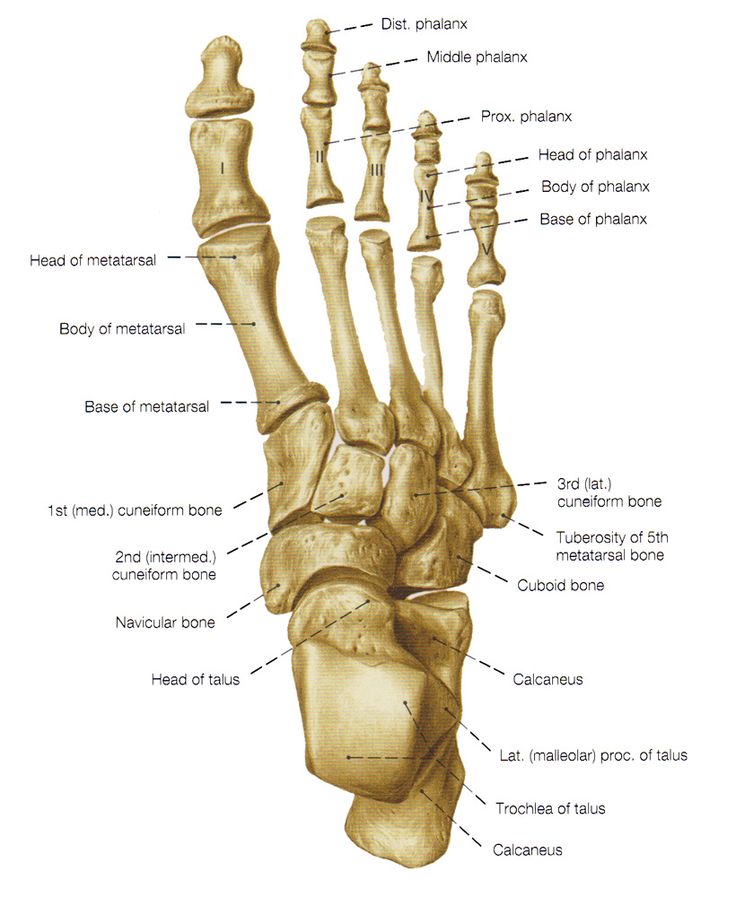 Dist. phalanx
Middle phalanx
Prox. phalanx
I
II
III
Head of phalanx
IV
Body of phalanx
Base of phalanx
V
Head of metatarsal
Body of metatarsal
Base of metatarsal
3rd (lat.)
cuneiform bone
1st (med.) cuneiform bone
Tuberosity of 5th
metatarsal bone
2nd (intermed.)
cuneiform bone
Cuboid bone
Navicular bone
Head of talus
Calcaneus
Lat. (malleolar) proc. of talus
Trochlea of talus
Calcaneus